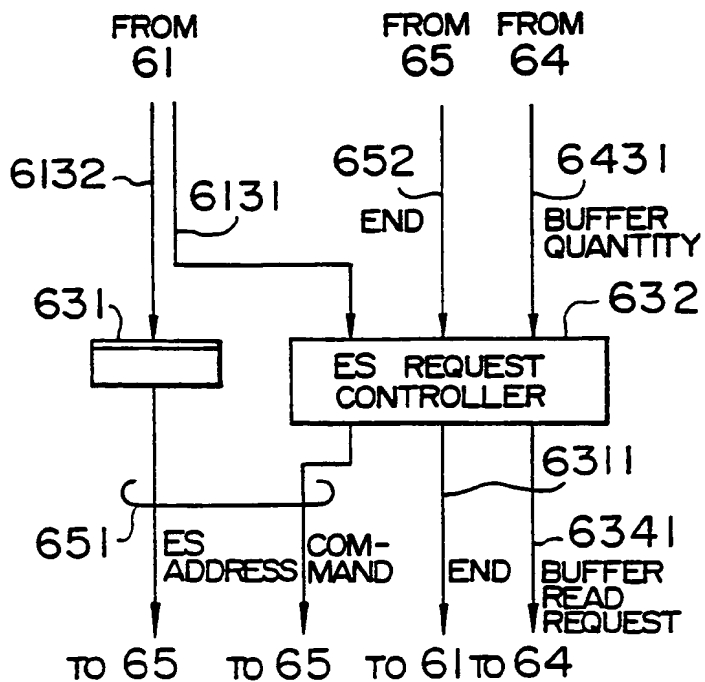 FROM 61
FROM 65
FROM 64
6132
6131
652
END
6431
BUFFER
QUANTITY
631
632
ES REQUEST
CONTROLLER
651
ES
ADDRESS
COM-
MAND
6311
END
6341
BUFFER
READ
REQUEST
TO 65
TO 65
TO 61
TO 64